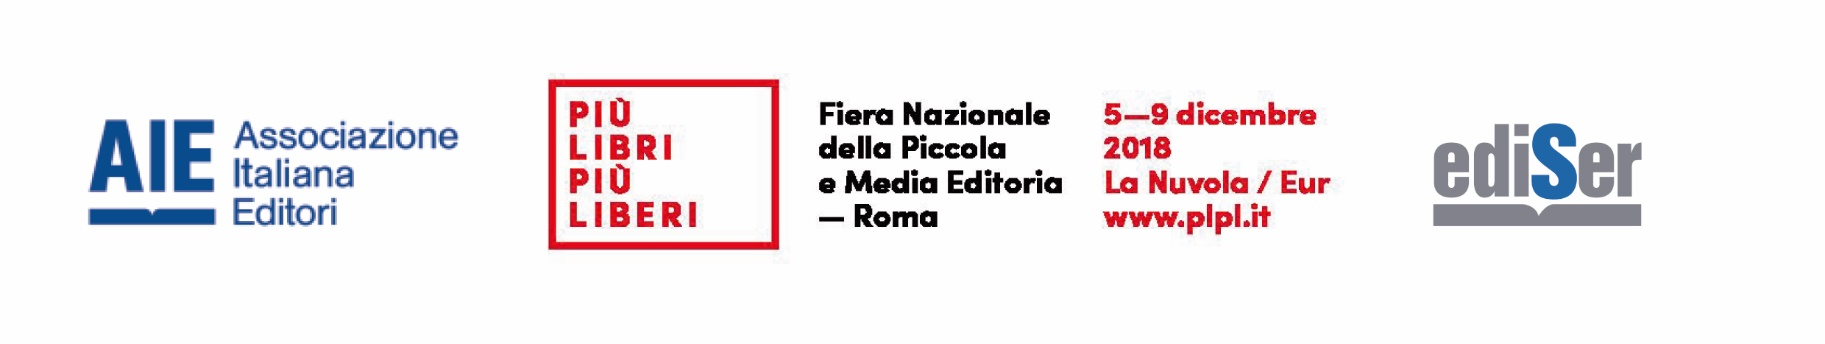 AIE
Associazione
Italiana
Editori
PIÙ
LIBRI
PIÙ
LIBERI
Fiera Nazionale
della Piccola
e Media Editoria
— Roma
5—9 dicembre
2018
La Nuvola / Eur
www.plpl.it
ediSer